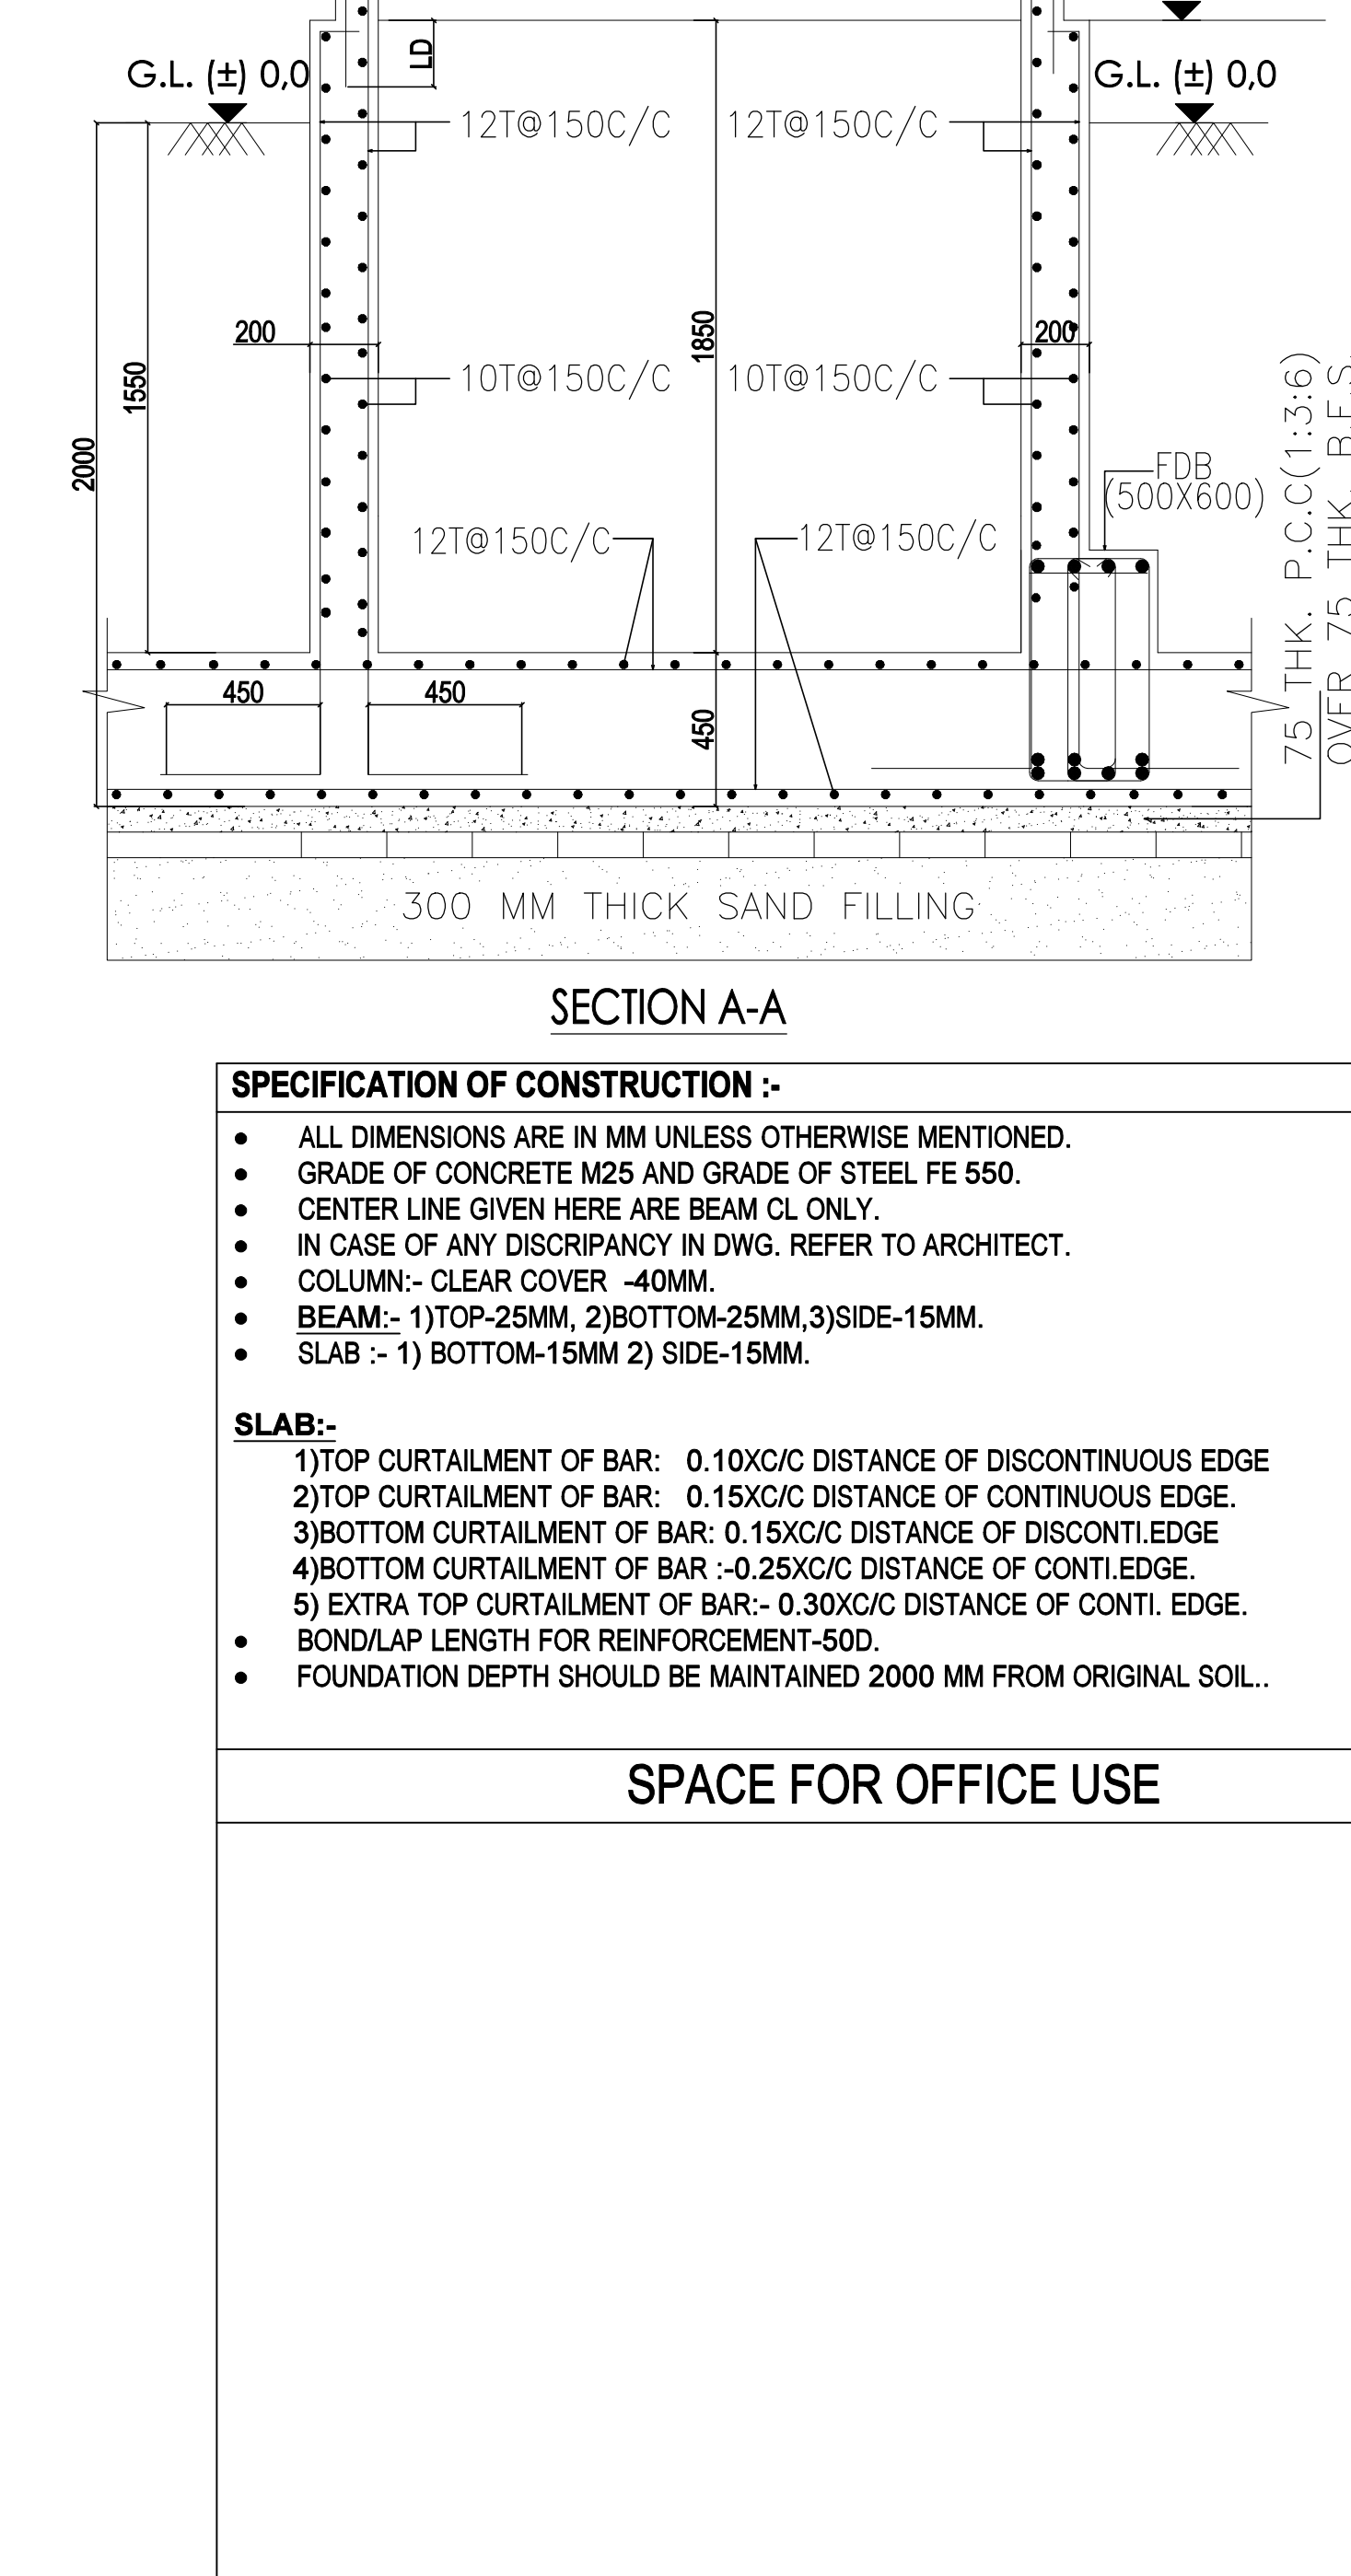 LD
G.L. (±) 0,0
G.L. (±) 0,0
12T@150C/C
12T@150C/C
200
1850
200
1550
10T@150C/C
10T@150C/C
2000
FDB
(500X600)
12T@150C/C
12T@150C/C
75 THK. P.C.C(1:3:6)
OVER 75 THK. B.F.S.
450
450
450
300 MM THICK SAND FILLING
SECTION A-A
SPECIFICATION OF CONSTRUCTION :-
● ALL DIMENSIONS ARE IN MM UNLESS OTHERWISE MENTIONED.
● GRADE OF CONCRETE M25 AND GRADE OF STEEL FE 550.
● CENTER LINE GIVEN HERE ARE BEAM CL ONLY.
● IN CASE OF ANY DISCRIPANCY IN DWG. REFER TO ARCHITECT.
● COLUMN:- CLEAR COVER -40MM.
● BEAM:- 1)TOP-25MM, 2)BOTTOM-25MM,3)SIDE-15MM.
● SLAB :- 1) BOTTOM-15MM 2) SIDE-15MM.
SLAB:-
1)TOP CURTAILMENT OF BAR: 0.10XC/C DISTANCE OF DISCONTINUOUS EDGE
2)TOP CURTAILMENT OF BAR: 0.15XC/C DISTANCE OF CONTINUOUS EDGE.
3)BOTTOM CURTAILMENT OF BAR: 0.15XC/C DISTANCE OF DISCONTI.EDGE
4)BOTTOM CURTAILMENT OF BAR :-0.25XC/C DISTANCE OF CONTI.EDGE.
5) EXTRA TOP CURTAILMENT OF BAR:- 0.30XC/C DISTANCE OF CONTI. EDGE.
● BOND/LAP LENGTH FOR REINFORCEMENT-50D.
● FOUNDATION DEPTH SHOULD BE MAINTAINED 2000 MM FROM ORIGINAL SOIL..
SPACE FOR OFFICE USE